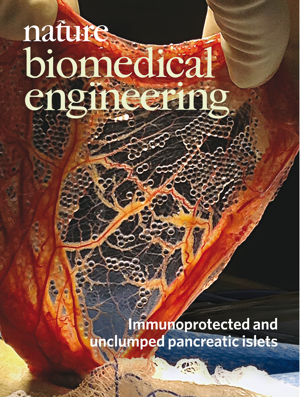 nature
biomedical
engineering
Immunoprotected and
unclumped pancreatic islets